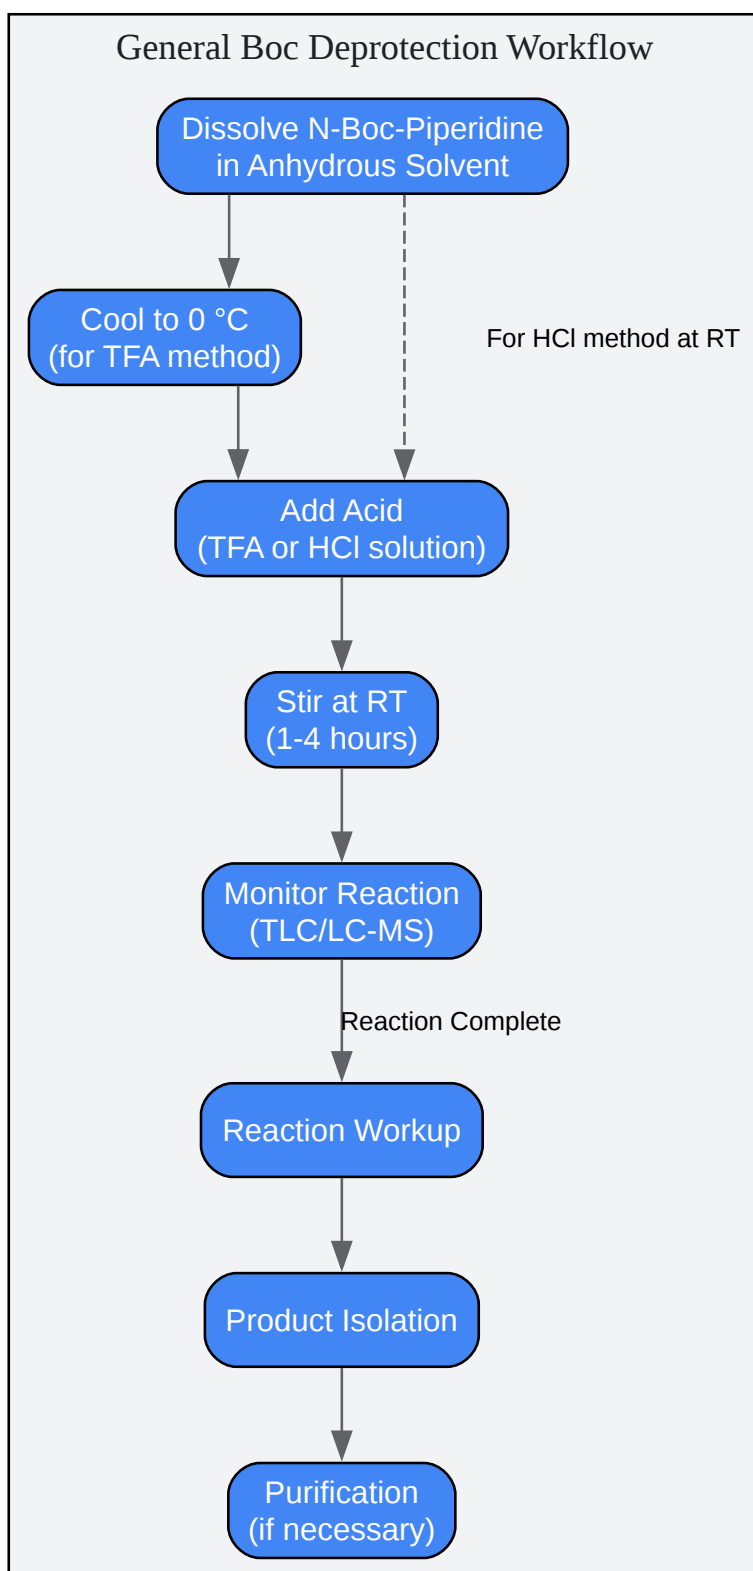 General Boc Deprotection Workflow
Dissolve N-Boc-Piperidine
in Anhydrous Solvent
Cool to 0 °C
(for TFA method)
For HCl method at RT
Add Acid
(TFA or HCl solution)
Stir at RT
(1-4 hours)
Monitor Reaction
(TLC/LC-MS)
Reaction Complete
Reaction Workup
Product Isolation
Purification
(if necessary)